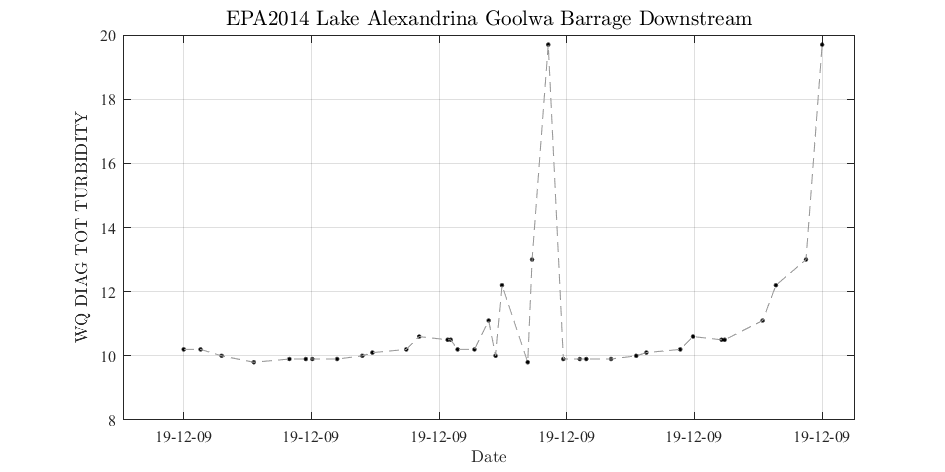 EPA2014 Lake Alexandrina Goolwa Barrage Downstream
WQ DIAG TOT TURBIDITY
20
18
16
14
12
10
8
19-12-09 19-12-09 19-12-09 19-12-09 19-12-09 19-12-09
Date